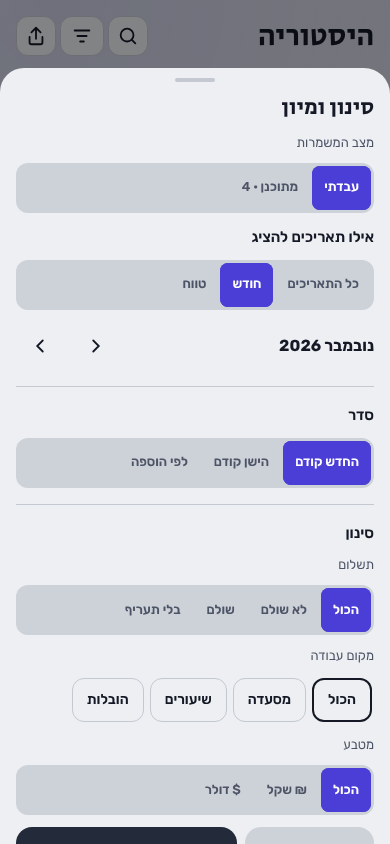 היסטוריה
סינון ומיון
מצב המשמרות
עבדתי מתוכנן · 4
אילו תאריכים להציג
כל התאריכים חודש טווח
נובמבר 2026
סדר
החדש קודם הישן קודם לפי הוספה
סינון
תשלום
הכול לא שולם שולם בלי תעריף
מקום עבודה
הכול מסעדה שיעורים הובלות
מטבע
הכול ₪ שקל $ דולר